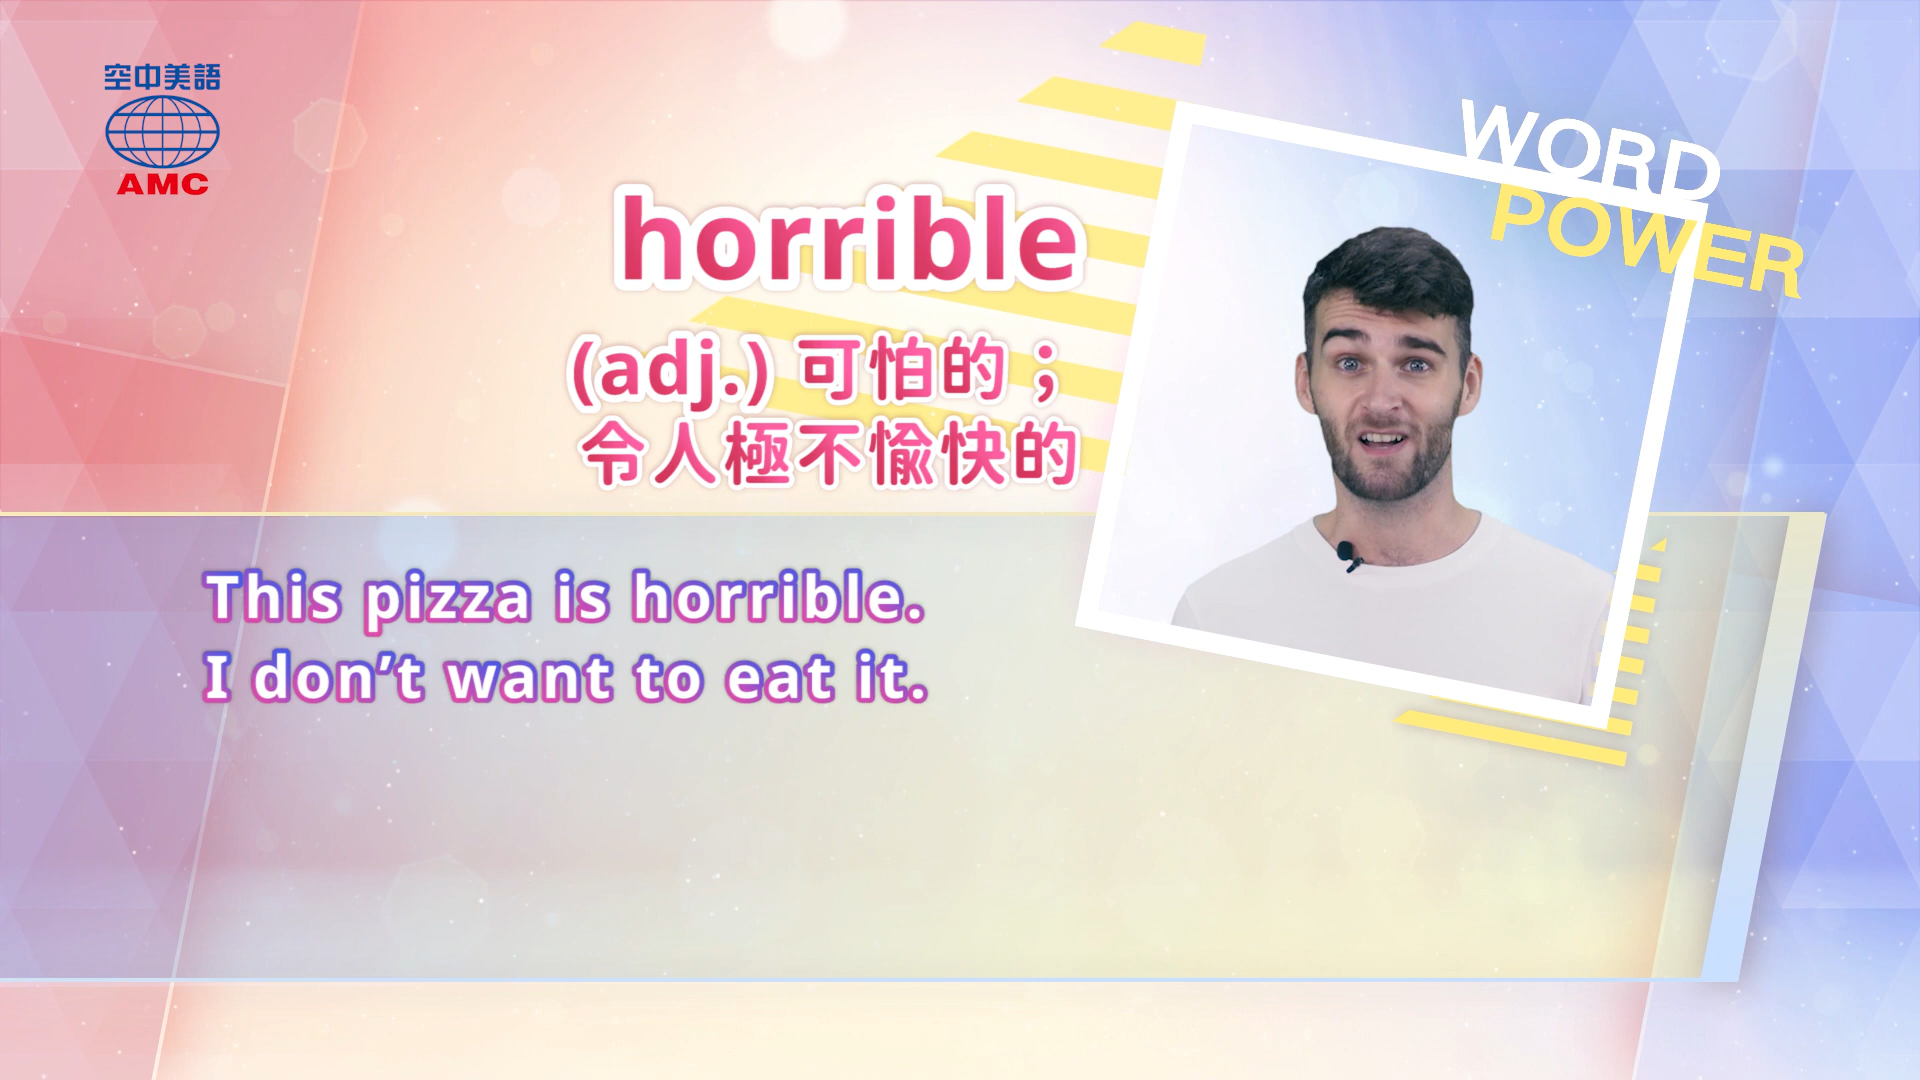 空中美語
AMC
WORD
POWER
horrible
(adj.) 可怕的；
令人極不愉快的
This pizza is horrible.
I don’t want to eat it.